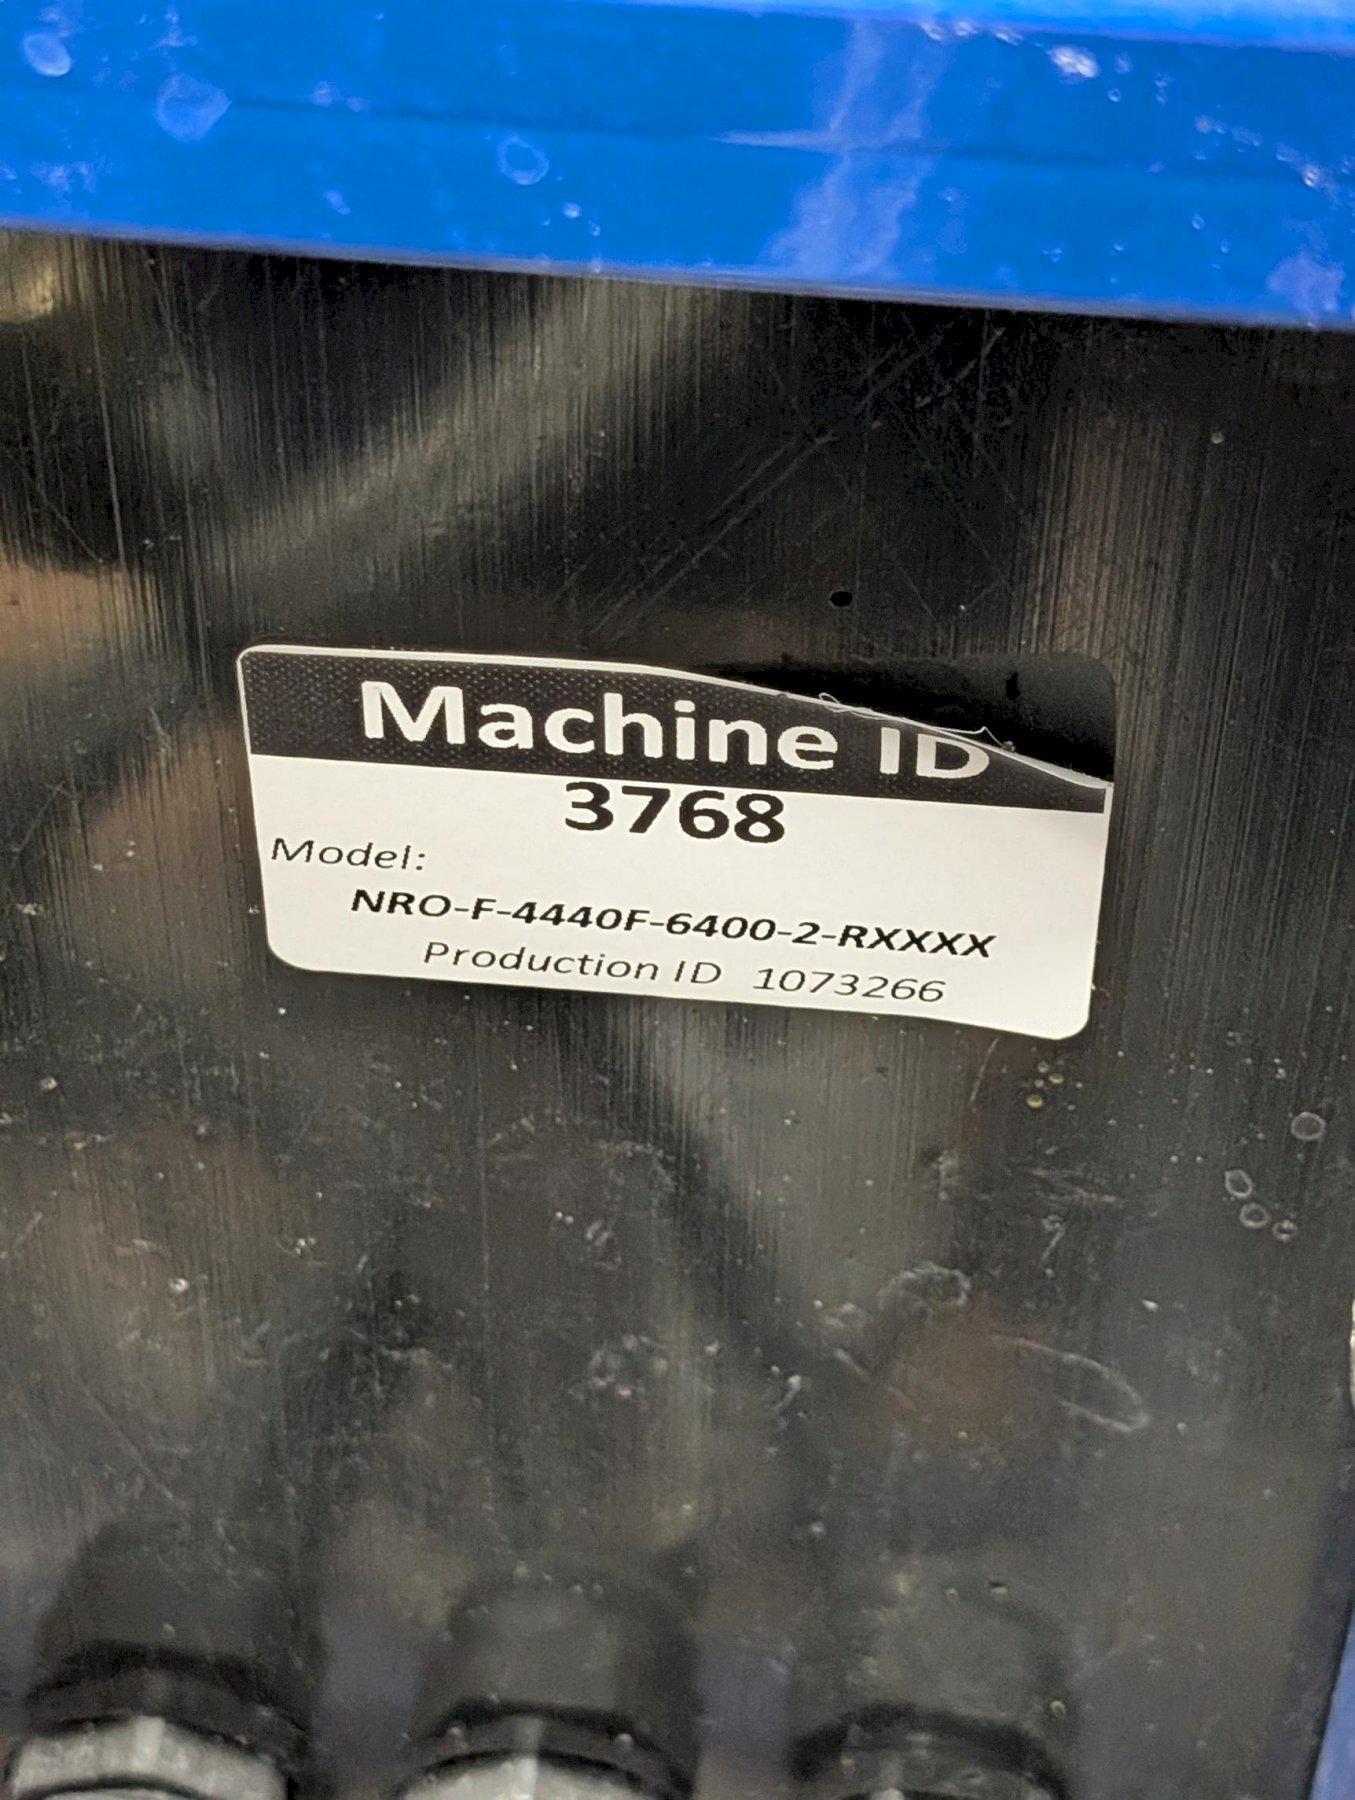 Machine ID
3768
Model:
NRO-F-4440F-6400-2-RXXXX
Production ID 1073266